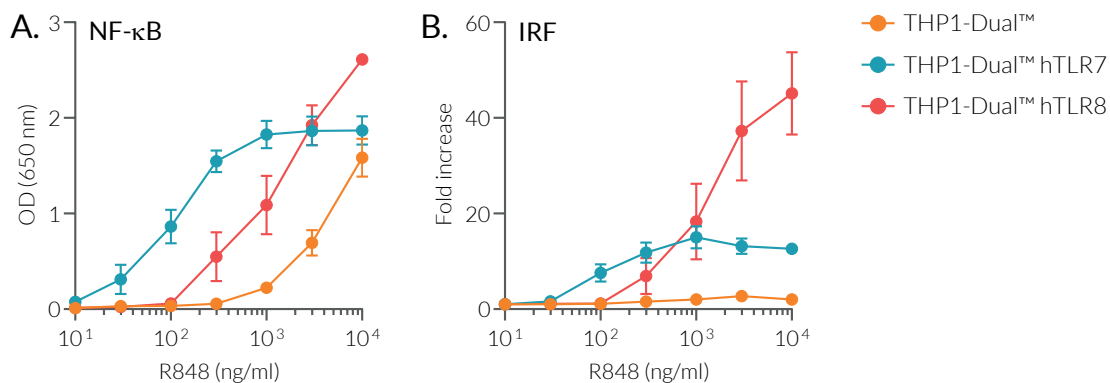 A. NF-κB
3
2
1
0
OD (650 nm)
10¹ 10² 10³ 10⁴
R848 (ng/ml)
B. IRF
60
40
20
0
Fold increase
10¹ 10² 10³ 10⁴
R848 (ng/ml)
THP1-Dual™
THP1-Dual™ hTLR7
THP1-Dual™ hTLR8